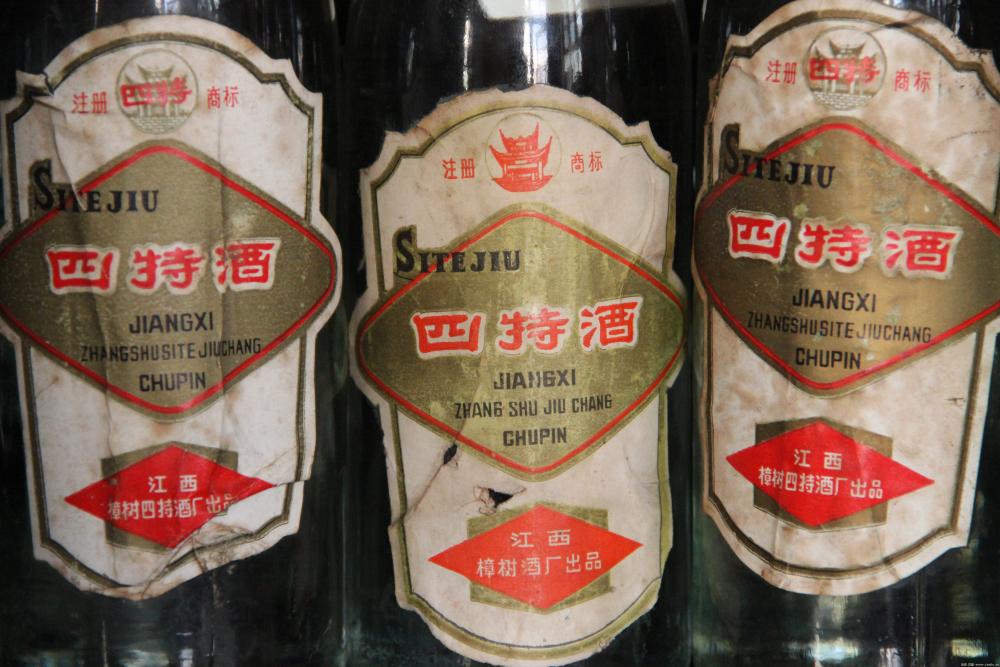 注册 四特 商标
SITEJIU
四特酒
JIANGXI
ZHANGSHUSITEJIUCHANG
CHUPIN
江西
樟树四特酒厂出品
注册 商标
SITEJIU
四特酒
JIANGXI
ZHANG SHU JIU CHANG
CHUPIN
江西
樟树酒厂出品
注册 四特 商标
SITEJIU
四特酒
JIANGXI
ZHANGSHUSITEJIUCHANG
CHUPIN
江西
樟树四特酒厂出品